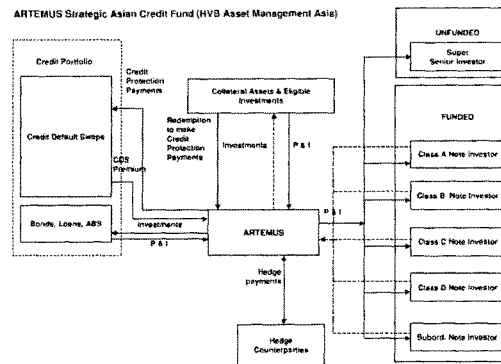 ARTEMUS Strategic Asian Credit Fund (HVB Asset Management Asia)
Credit Portfolio
Credit Default Swaps
Bonds, Loans, ABS
Credit
Protection
Payments
CDS
Premium
Investments
P & I
Collateral Assets & Eligible
Investments
Redemption to
make
Credit
Protection
Payments
Investments
P & I
ARTEMUS
P & I
Hedge
payments
Hedge
Counterparties
UNFUNDED
Super
Senior Investor
FUNDED
Class A Note Investor
Class B Note Investor
Class C Note Investor
Class D Note Investor
Subord. Note Investor